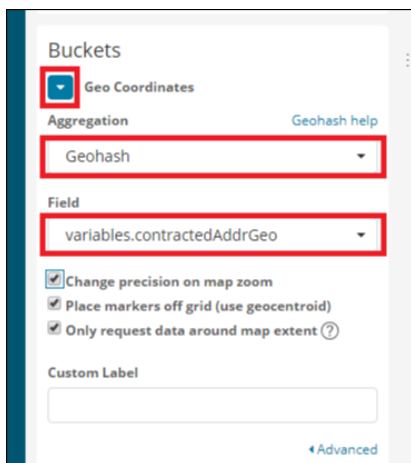 Buckets
Geo Coordinates
Aggregation Geohash help
Geohash
Field
variables.contractedAddrGeo
Change precision on map zoom
Place markers off grid (use geocentroid)
Only request data around map extent ?
Custom Label
Advanced